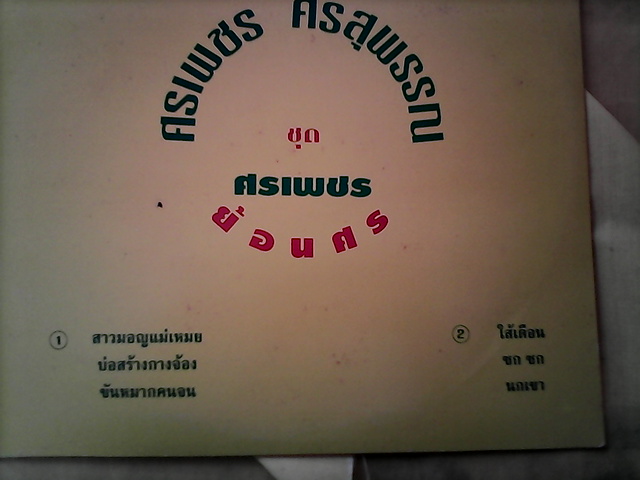 ศรเพชร ศรสุพรรณ
ชุด
ศรเพชร
ย้อนศร
1 สาวมอญแม่เหมย
บ่อสร้างกางจ้อง
ขันหมากคนจน
2 ไส้เดือน
ชก ชก
นกเขา